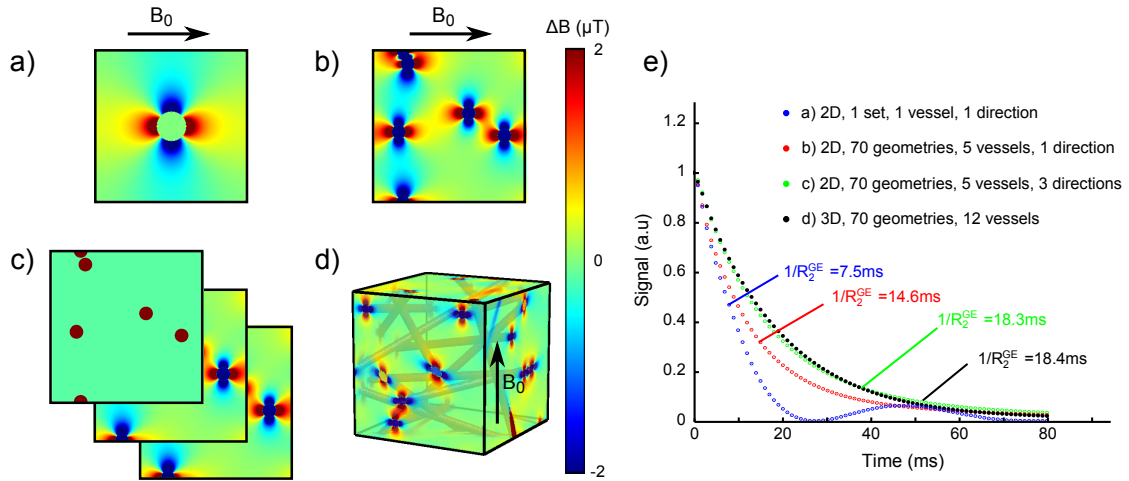 a)
B₀
b)
B₀
ΔB (µT)
2
0
-2
c)
d)
B₀
e)
a) 2D, 1 set, 1 vessel, 1 direction
b) 2D, 70 geometries, 5 vessels, 1 direction
c) 2D, 70 geometries, 5 vessels, 3 directions
d) 3D, 70 geometries, 12 vessels
1/R₂ᴳᴱ =7.5ms
1/R₂ᴳᴱ =14.6ms
1/R₂ᴳᴱ =18.3ms
1/R₂ᴳᴱ =18.4ms
Signal (a.u)
1.2
1
0.8
0.6
0.4
0.2
0
0 20 40 60 80
Time (ms)